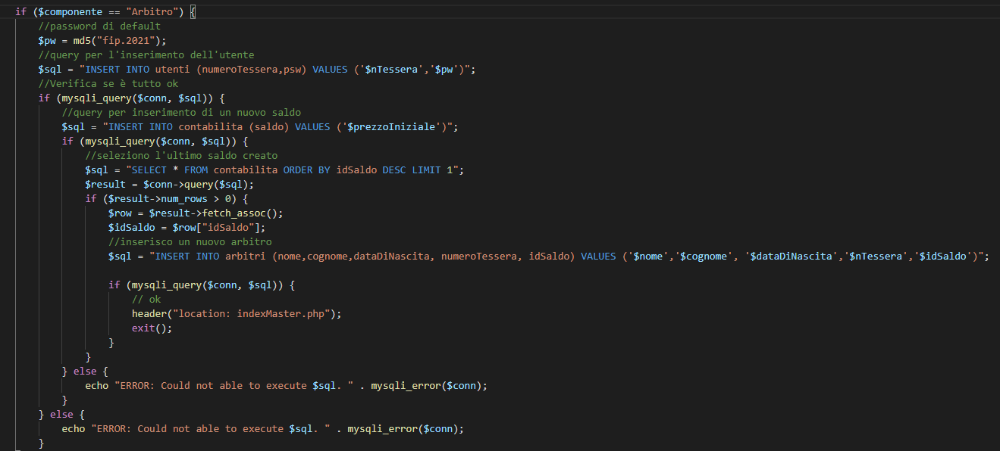 if ($componente == "Arbitro") {
//password di default
$pw = md5("fip.2021");
//query per l'inserimento dell'utente
$sql = "INSERT INTO utenti (numeroTessera,psw) VALUES ('$nTessera','$pw')";
//Verifica se è tutto ok
if (mysqli_query($conn, $sql)) {
//query per inserimento di un nuovo saldo
$sql = "INSERT INTO contabilita (saldo) VALUES ('$prezzoIniziale')";
if (mysqli_query($conn, $sql)) {
//seleziono l'ultimo saldo creato
$sql = "SELECT * FROM contabilita ORDER BY idSaldo DESC LIMIT 1";
$result = $conn->query($sql);
if ($result->num_rows > 0) {
$row = $result->fetch_assoc();
$idSaldo = $row["idSaldo"];
//inserisco un nuovo arbitro
$sql = "INSERT INTO arbitri (nome,cognome,dataDiNascita, numeroTessera, idSaldo) VALUES ('$nome','$cognome', '$dataDiNascita','$nTessera','$idSaldo')";
if (mysqli_query($conn, $sql)) {
// ok
header("location: indexMaster.php");
exit();
}
}
} else {
echo "ERROR: Could not able to execute $sql. " . mysqli_error($conn);
}
} else {
echo "ERROR: Could not able to execute $sql. " . mysqli_error($conn);
}